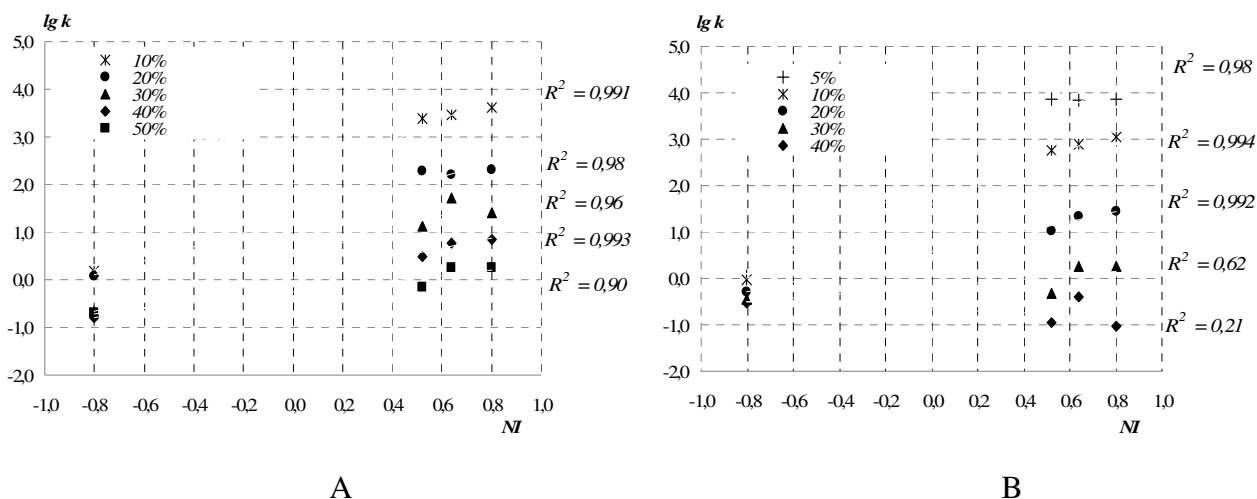 lg k
5,0
4,0
3,0
2,0
1,0
0,0
-1,0
-2,0
10%
20%
30%
40%
50%
R² = 0,991
R² = 0,98
R² = 0,96
R² = 0,993
R² = 0,90
-1,0 -0,8 -0,6 -0,4 -0,2 0,0 0,2 0,4 0,6 0,8 1,0
NI
A
lg k
5,0
4,0
3,0
2,0
1,0
0,0
-1,0
-2,0
5%
10%
20%
30%
40%
R² = 0,98
R² = 0,994
R² = 0,992
R² = 0,62
R² = 0,21
-1,0 -0,8 -0,6 -0,4 -0,2 0,0 0,2 0,4 0,6 0,8 1,0
NI
B